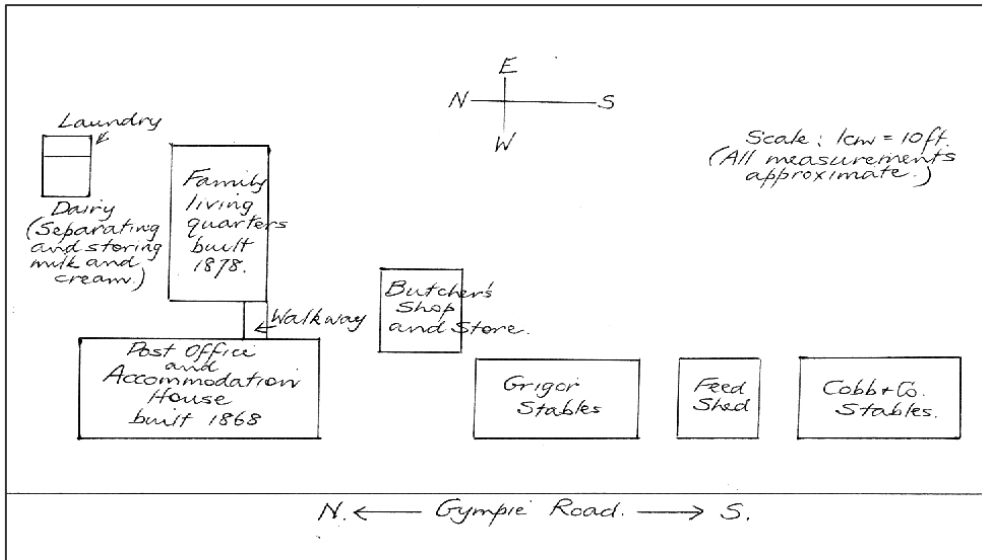 E
N S
W
Scale: 1cm = 10ft.
(All measurements
approximate.)
Laundry
Dairy
(Separating
and storing
milk and
cream.)
Family
living
quarters
built
1878.
Walkway
Post Office
and
Accommodation
House
built 1868
Butcher's
Shop
and Store.
Grigor
Stables
Feed
Shed
Cobb & Co.
Stables.
N. ← Gympie Road. → S.